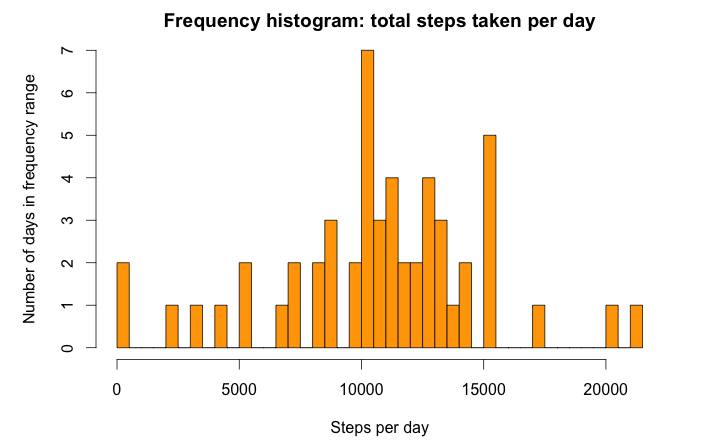 Frequency histogram: total steps taken per day
Number of days in frequency range
7
6
5
4
3
2
1
0
0 5000 10000 15000 20000
Steps per day